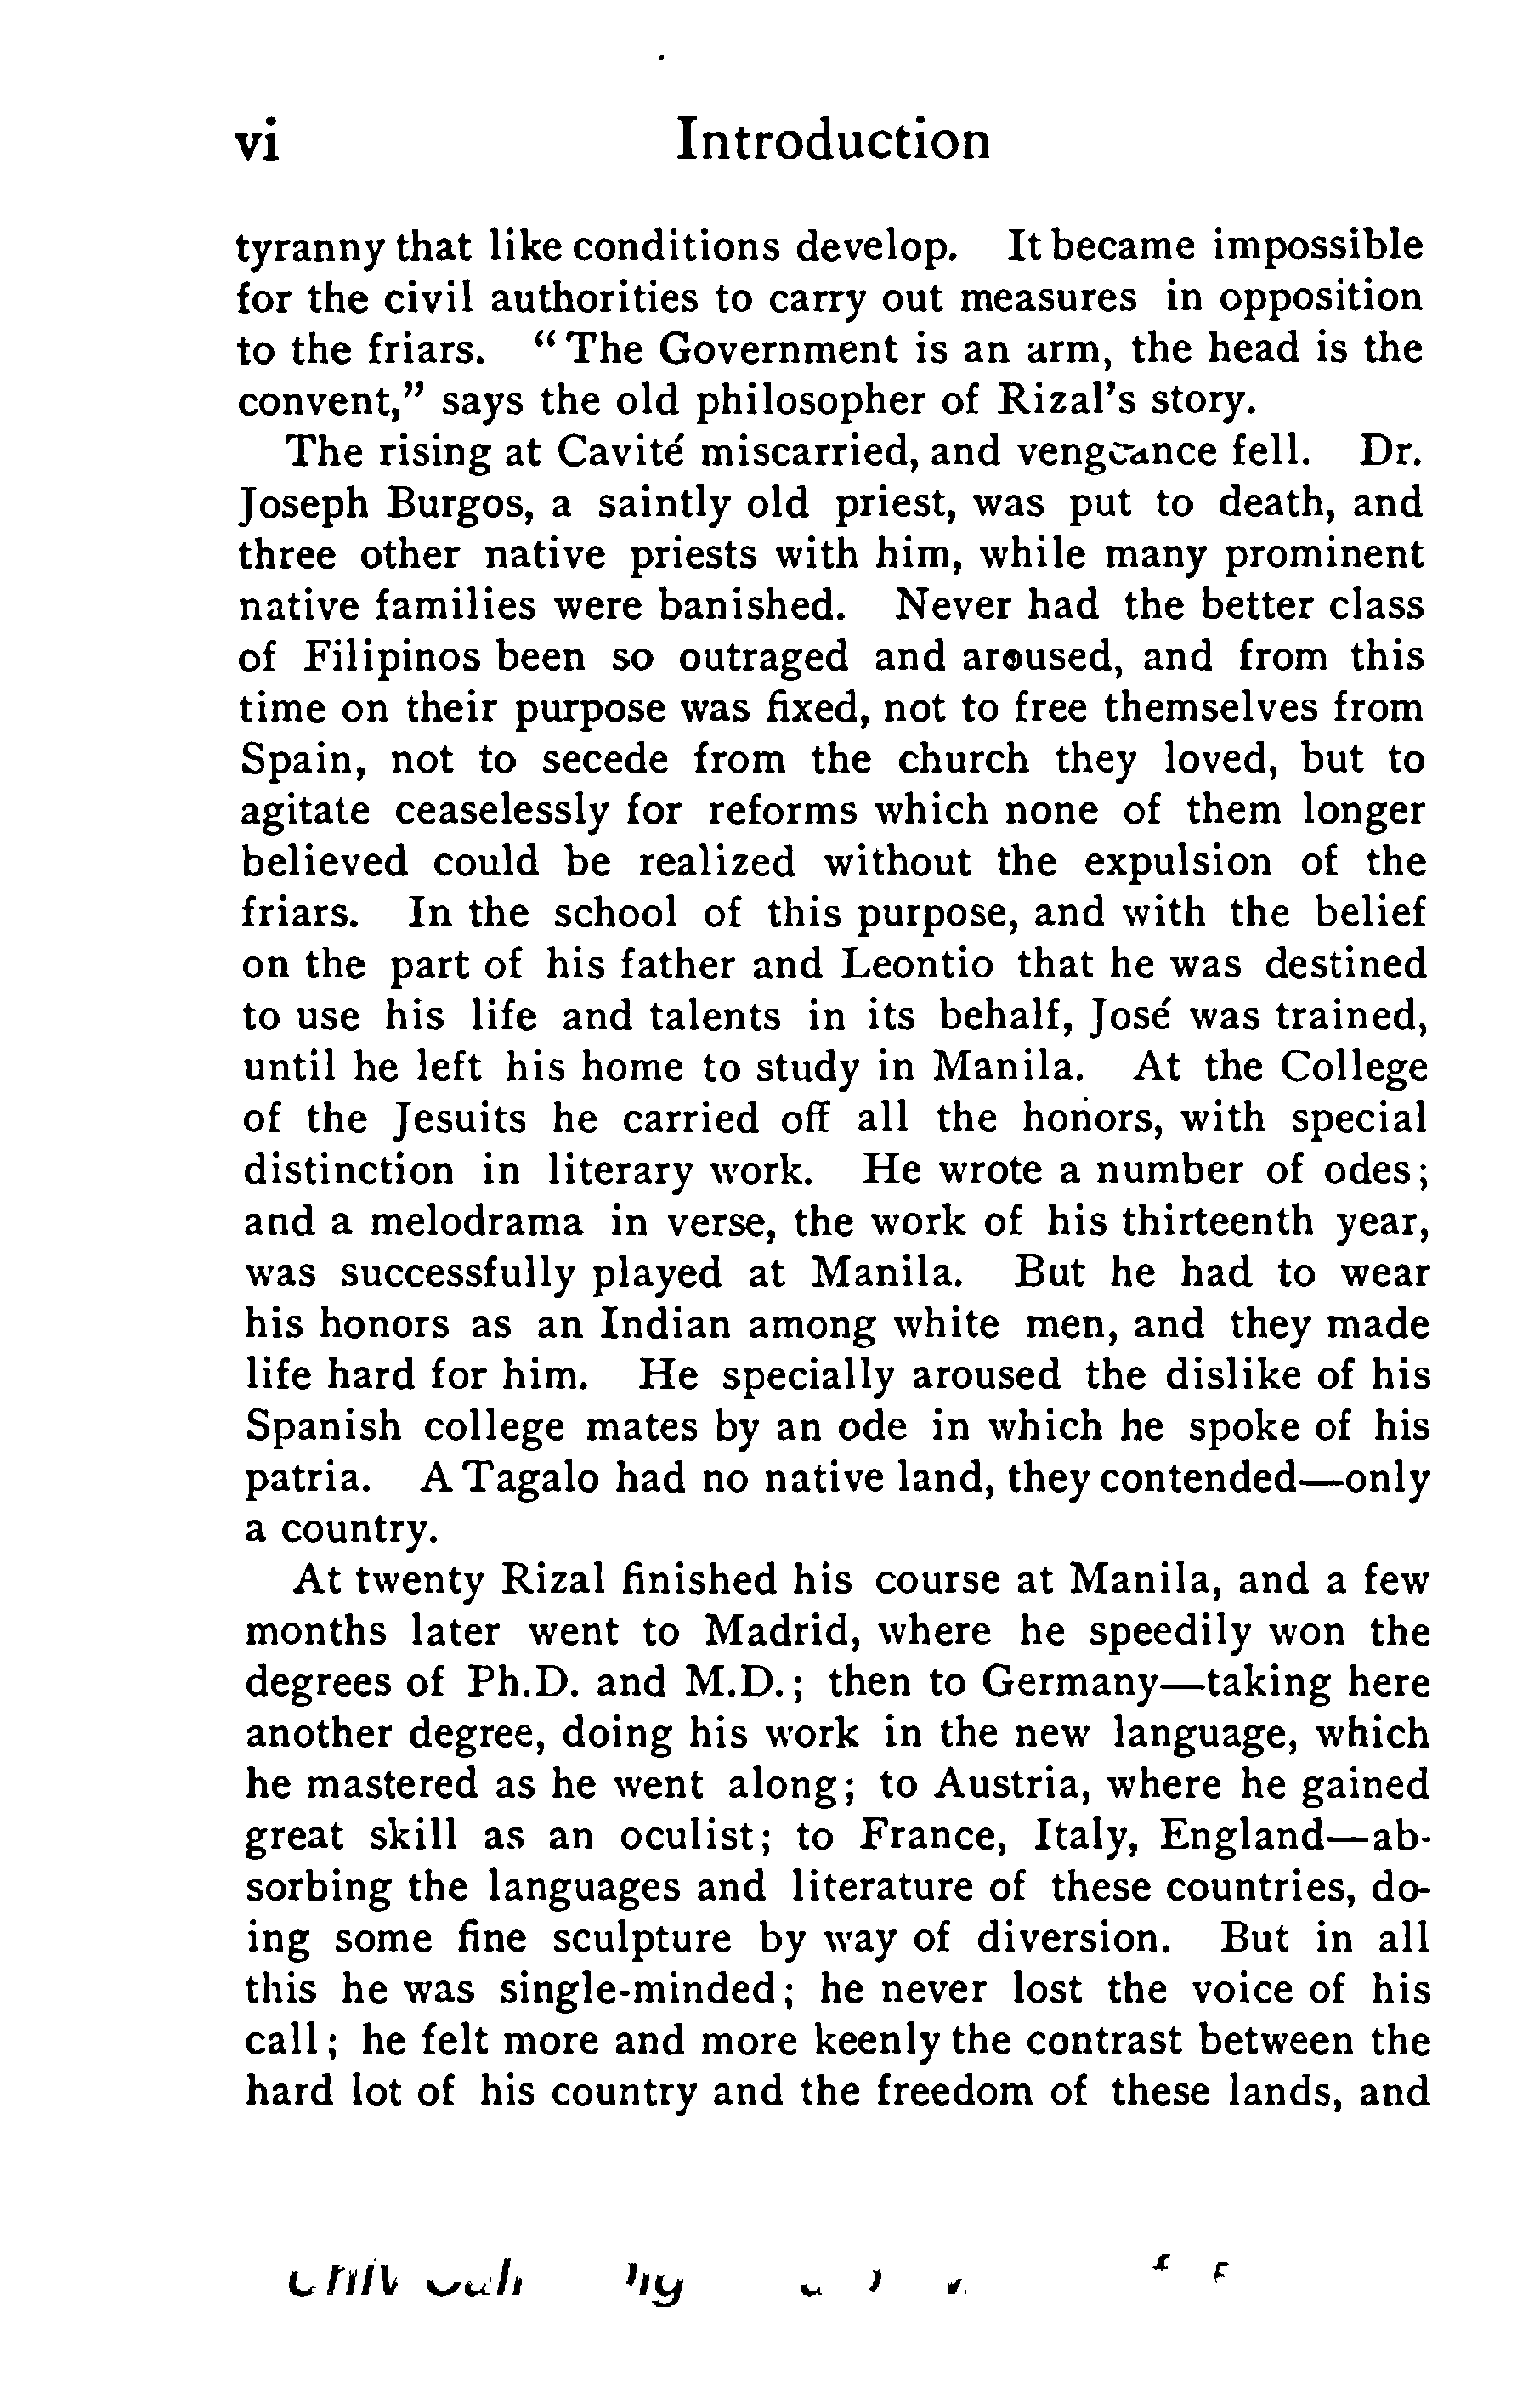 vi Introduction
tyranny that like conditions develop. It became impossible
for the civil authorities to carry out measures in opposition
to the friars. “The Government is an arm, the head is the
convent,” says the old philosopher of Rizal’s story.
The rising at Cavité miscarried, and vengeance fell. Dr.
Joseph Burgos, a saintly old priest, was put to death, and
three other native priests with him, while many prominent
native families were banished. Never had the better class
of Filipinos been so outraged and aroused, and from this
time on their purpose was fixed, not to free themselves from
Spain, not to secede from the church they loved, but to
agitate ceaselessly for reforms which none of them longer
believed could be realized without the expulsion of the
friars. In the school of this purpose, and with the belief
on the part of his father and Leontio that he was destined
to use his life and talents in its behalf, José was trained,
until he left his home to study in Manila. At the College
of the Jesuits he carried off all the honors, with special
distinction in literary work. He wrote a number of odes;
and a melodrama in verse, the work of his thirteenth year,
was successfully played at Manila. But he had to wear
his honors as an Indian among white men, and they made
life hard for him. He specially aroused the dislike of his
Spanish college mates by an ode in which he spoke of his
patria. A Tagalo had no native land, they contended—only
a country.
At twenty Rizal finished his course at Manila, and a few
months later went to Madrid, where he speedily won the
degrees of Ph.D. and M.D.; then to Germany—taking here
another degree, doing his work in the new language, which
he mastered as he went along; to Austria, where he gained
great skill as an oculist; to France, Italy, England—ab-
sorbing the languages and literature of these countries, do-
ing some fine sculpture by way of diversion. But in all
this he was single-minded; he never lost the voice of his
call; he felt more and more keenly the contrast between the
hard lot of his country and the freedom of these lands, and